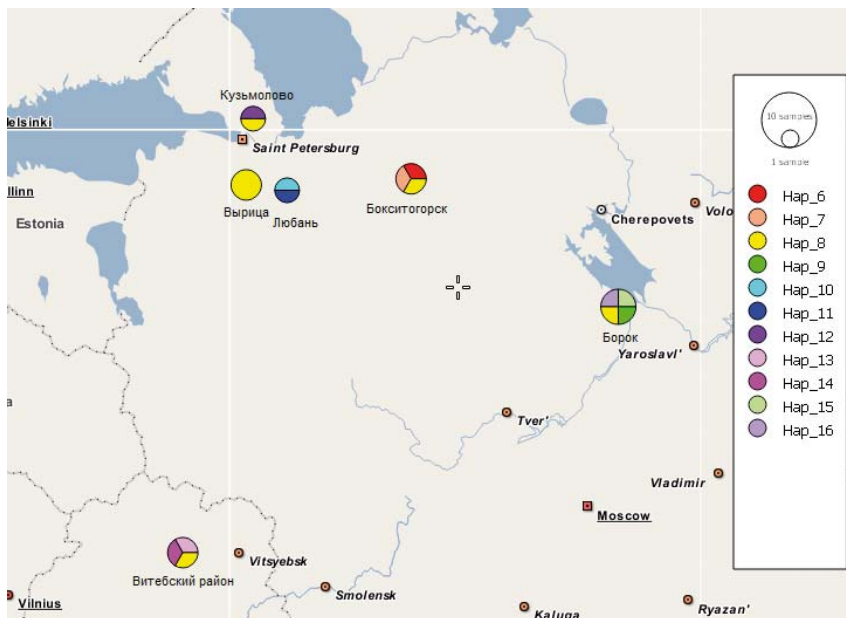 Кузьмолово
Helsinki
Saint Petersburg
10 samples
1 sample
llinn
Вырица
Любань
Бокситогорск
Estonia
Cherepovets
Volo
Hap_6
Hap_7
Hap_8
Hap_9
Hap_10
Hap_11
Hap_12
Hap_13
Hap_14
Hap_15
Hap_16
Борок
Yaroslavl'
a
Tver'
Vladimir
Moscow
Витебский район
Vitsyebsk
Vilnius
Smolensk
Kaluga
Ryazan'